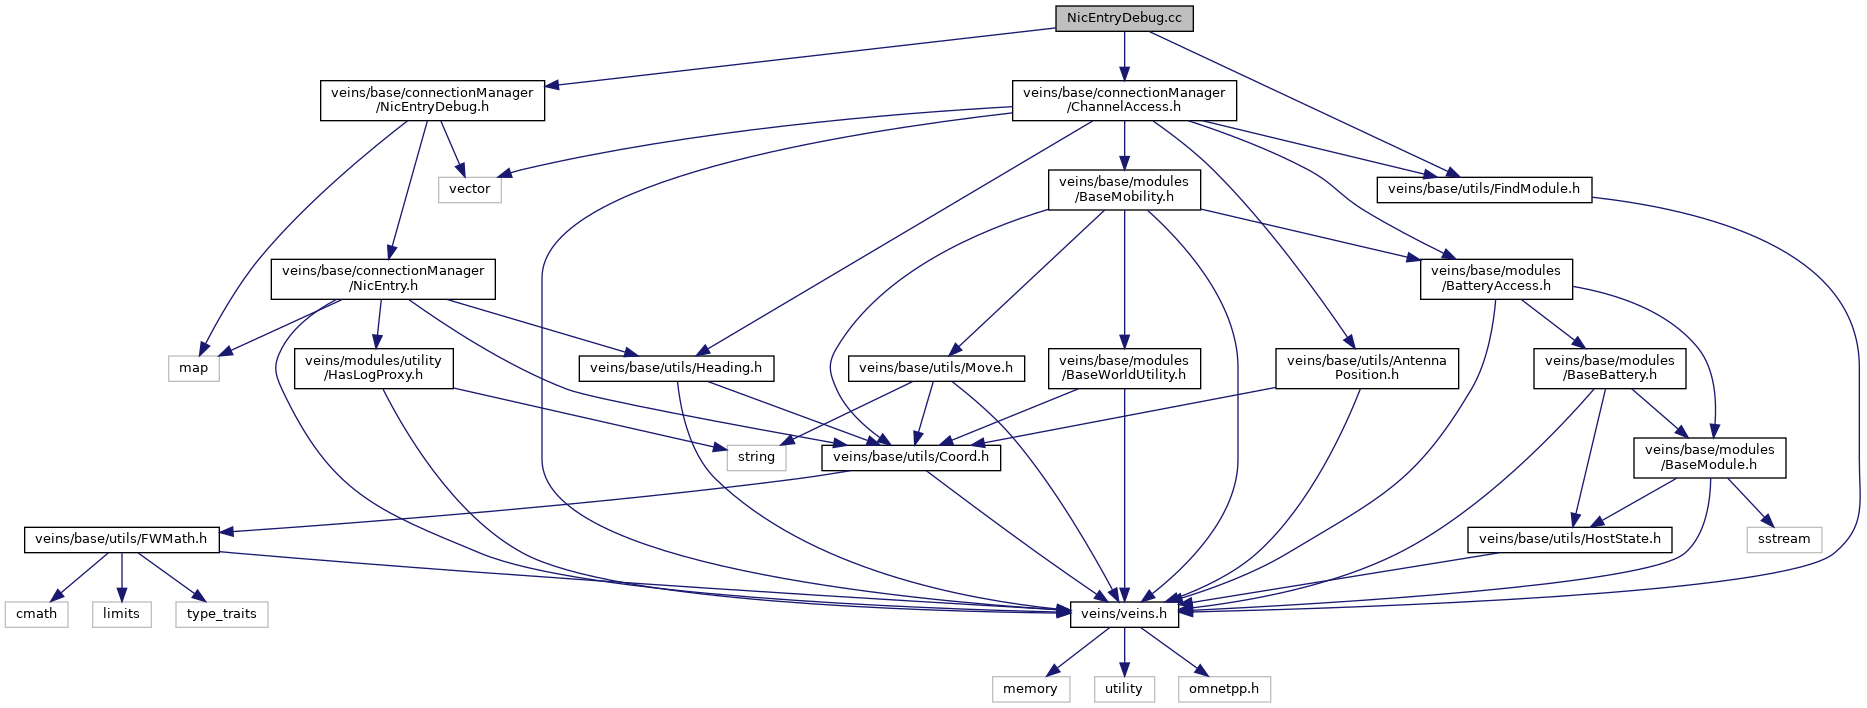 NicEntryDebug.cc
veins/base/connectionManager
/NicEntryDebug.h
veins/base/connectionManager
/ChannelAccess.h
vector
veins/base/modules
/BaseMobility.h
veins/base/utils/FindModule.h
veins/base/connectionManager
/NicEntry.h
veins/base/modules
/BatteryAccess.h
map
veins/modules/utility
/HasLogProxy.h
veins/base/utils/Heading.h
veins/base/utils/Move.h
veins/base/modules
/BaseWorldUtility.h
veins/base/utils/Antenna
Position.h
veins/base/modules
/BaseBattery.h
string
veins/base/utils/Coord.h
veins/base/modules
/BaseModule.h
veins/base/utils/FWMath.h
veins/base/utils/HostState.h
sstream
cmath
limits
type_traits
veins/veins.h
memory
utility
omnetpp.h